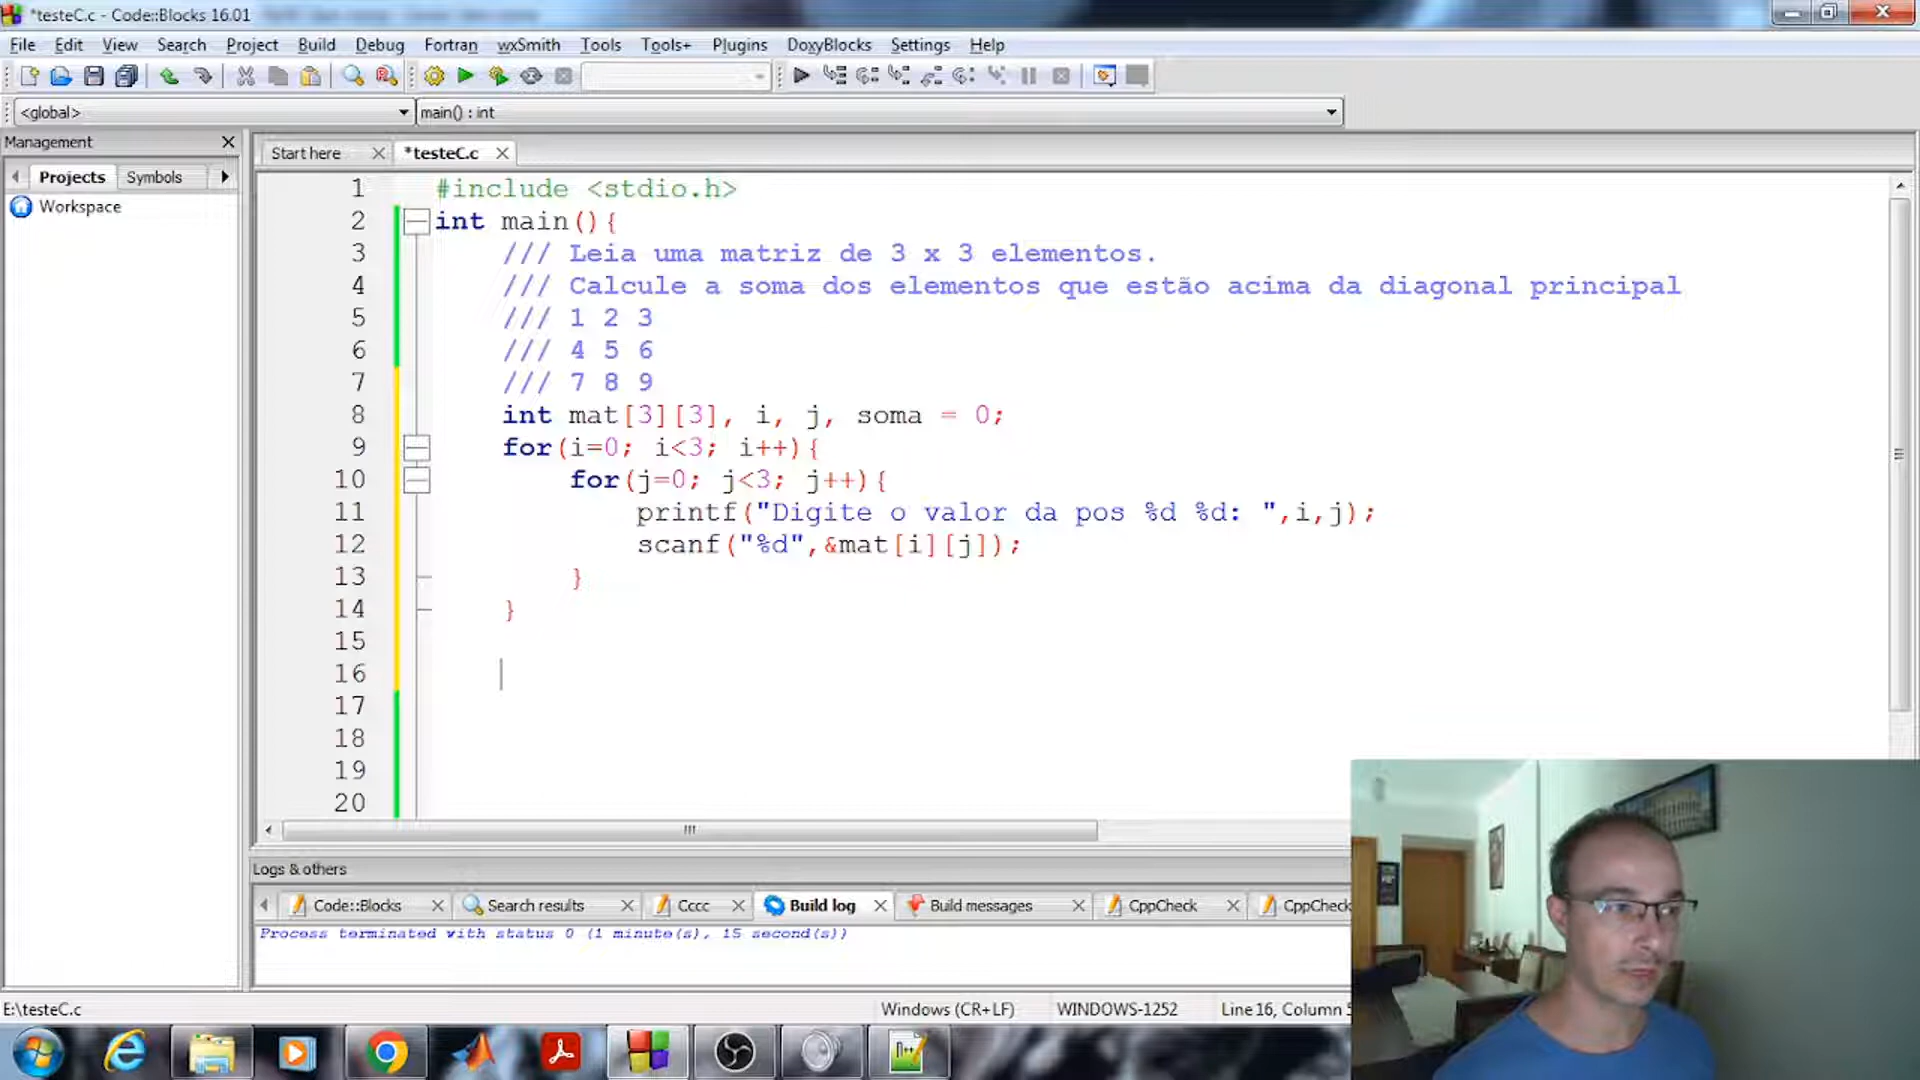 *testeC.c - Code::Blocks 16.01
File Edit View Search Project Build Debug Fortran wxSmith Tools Tools+ Plugins DoxyBlocks Settings Help
<global> main() : int
Management
Start here *testeC.c
Projects Symbols
Workspace
1 #include <stdio.h>
2 int main(){
3 /// Leia uma matriz de 3 x 3 elementos.
4 /// Calcule a soma dos elementos que estão acima da diagonal principal
5 /// 1 2 3
6 /// 4 5 6
7 /// 7 8 9
8 int mat[3][3], i, j, soma = 0;
9 for(i=0; i<3; i++){
10 for(j=0; j<3; j++){
11 printf("Digite o valor da pos %d %d: ",i,j);
12 scanf("%d",&mat[i][j]);
13 }
14 }
15
16
17
18
19
20
Logs & others
Code::Blocks Search results Cccc Build log Build messages CppCheck CppCheck
Process terminated with status 0 (1 minute(s), 15 second(s))
E:\testeC.c Windows (CR+LF) WINDOWS-1252 Line 16, Column 5